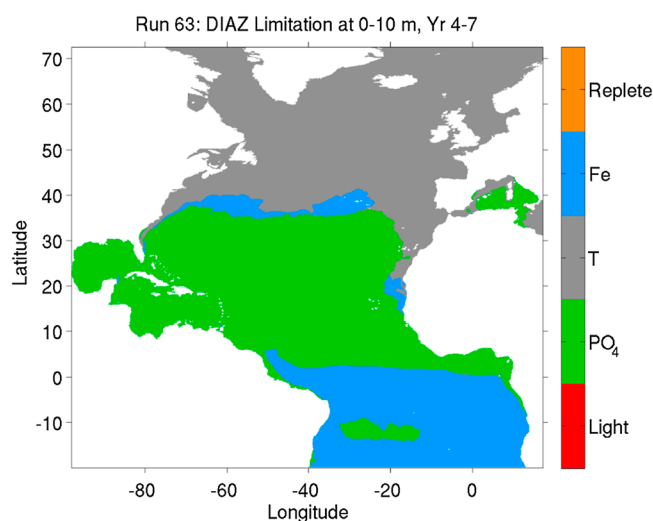 Run 63: DIAZ Limitation at 0-10 m, Yr 4-7
70
60
50
40
30
20
10
0
-10
Latitude
-80
-60
-40
-20
0
Longitude
Replete
Fe
T
PO₄
Light